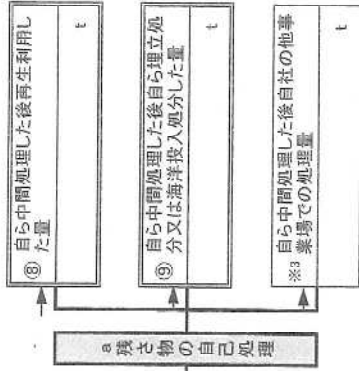 ⑧ 自ら中間処理した後再生利用し
た量
t
⑨ 自ら中間処理した後自ら埋立処
分又は海洋投入処分した量
t
※3 自ら中間処理した後自社の他事
業場での処理量
t
a 残さ物の自己処理